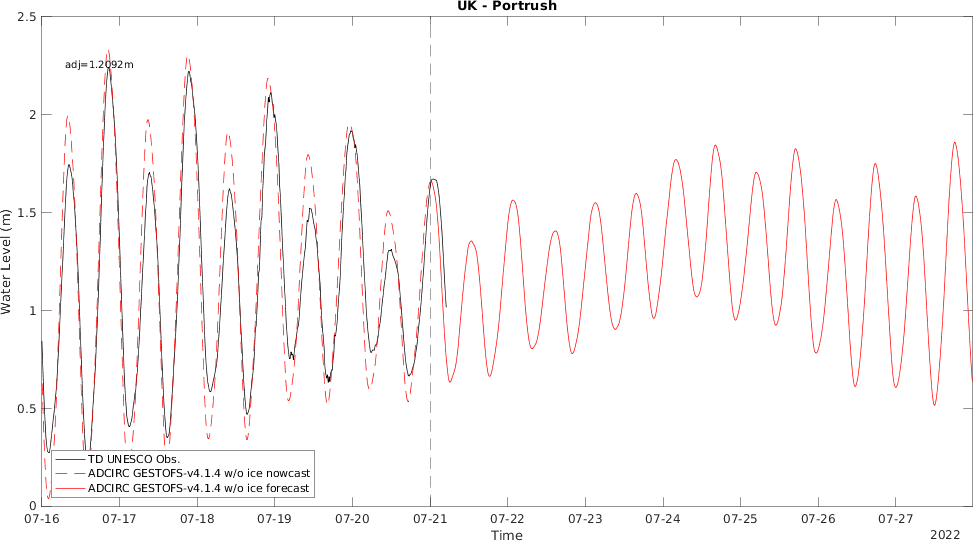 UK - Portrush
adj=1.2092m
Water Level (m)
2.5
2
1.5
1
0.5
0
TD UNESCO Obs.
ADCIRC GESTOFS-v4.1.4 w/o ice nowcast
ADCIRC GESTOFS-v4.1.4 w/o ice forecast
07-16 07-17 07-18 07-19 07-20 07-21 07-22 07-23 07-24 07-25 07-26 07-27
Time
2022